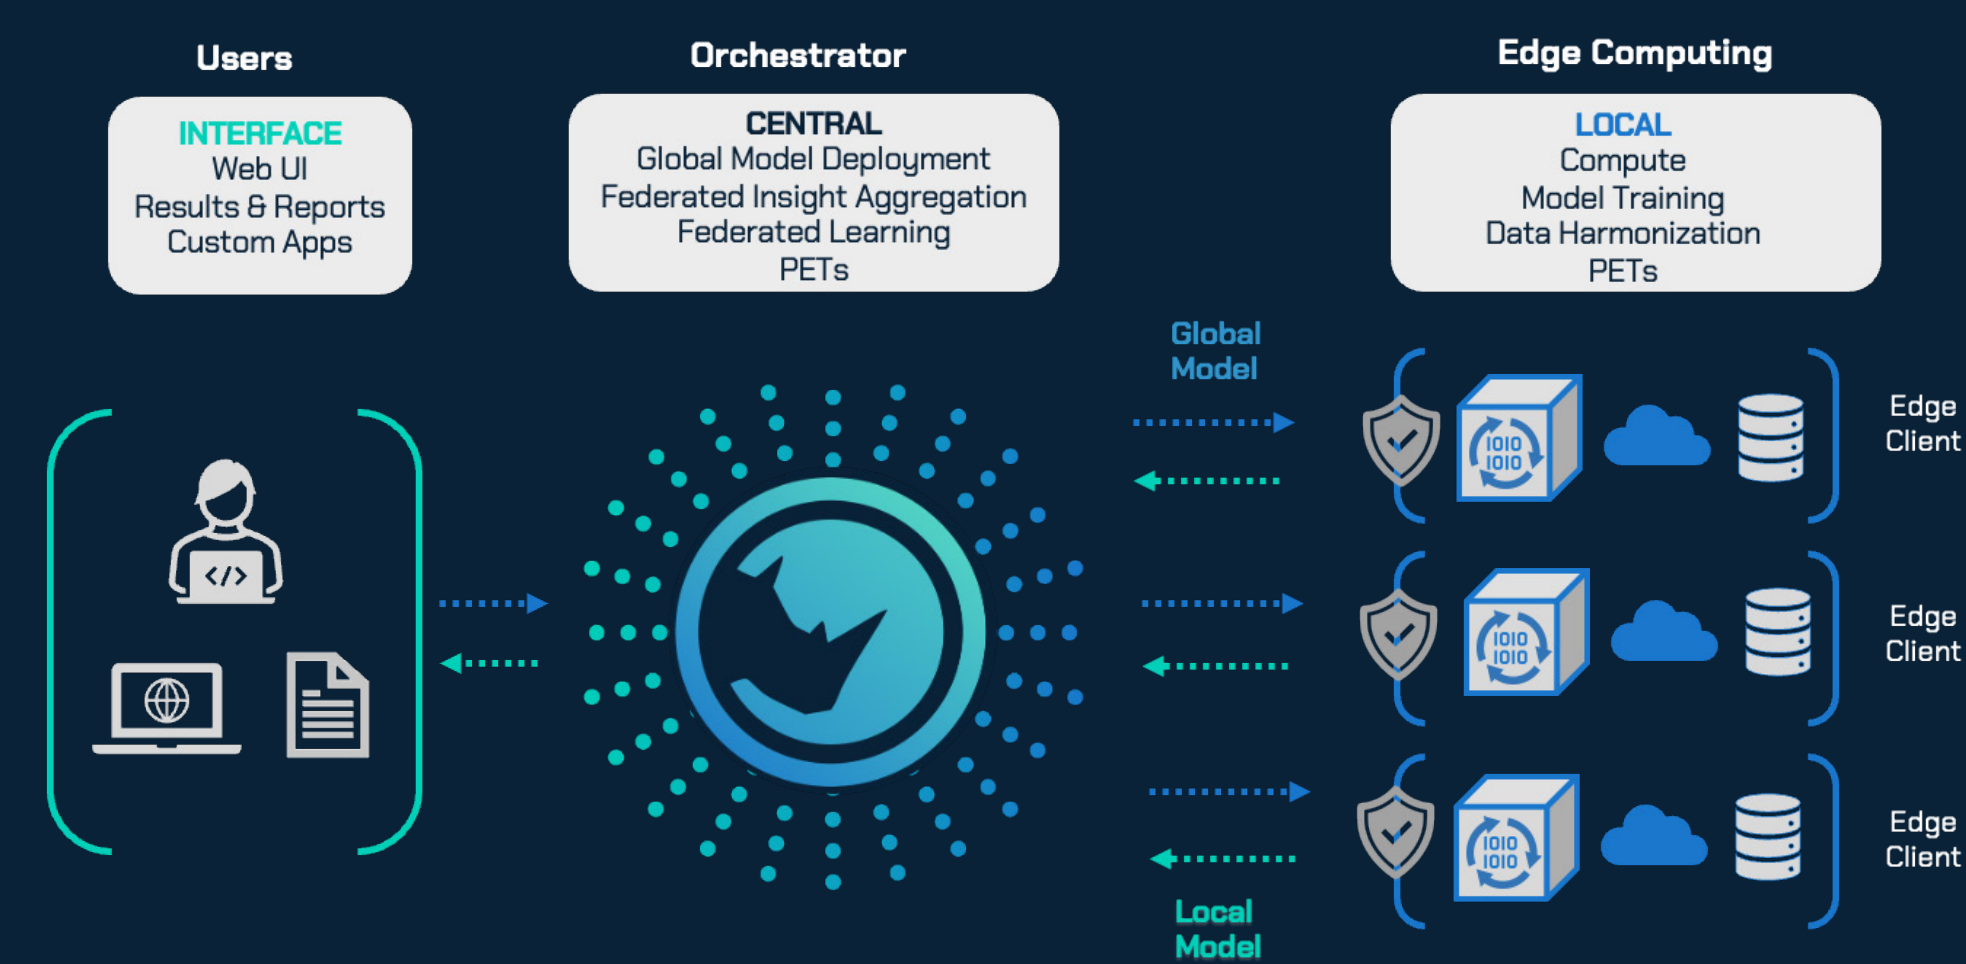 Users
INTERFACE
Web UI
Results & Reports
Custom Apps
Orchestrator
CENTRAL
Global Model Deployment
Federated Insight Aggregation
Federated Learning
PETs
Edge Computing
LOCAL
Compute
Model Training
Data Harmonization
PETs
Global
Model
</>
1010
1010
Edge
Client
1010
1010
Edge
Client
1010
1010
Edge
Client
Local
Model